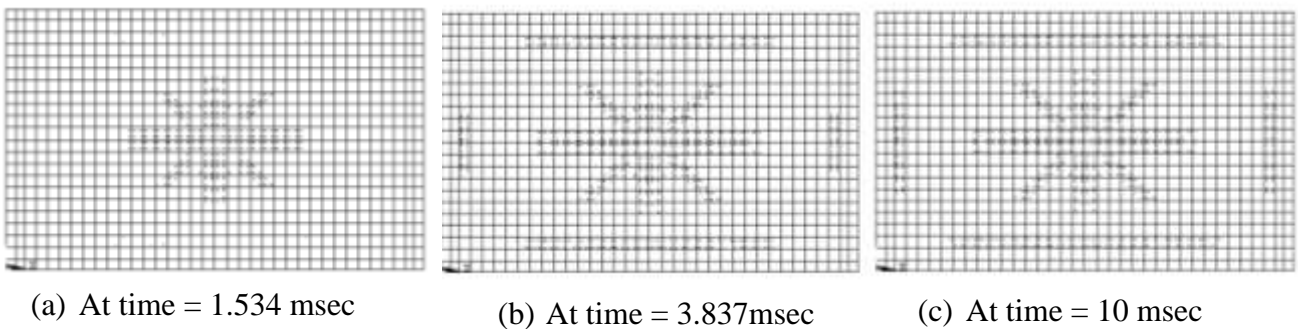 (a) At time = 1.534 msec
(b) At time = 3.837msec
(c) At time = 10 msec